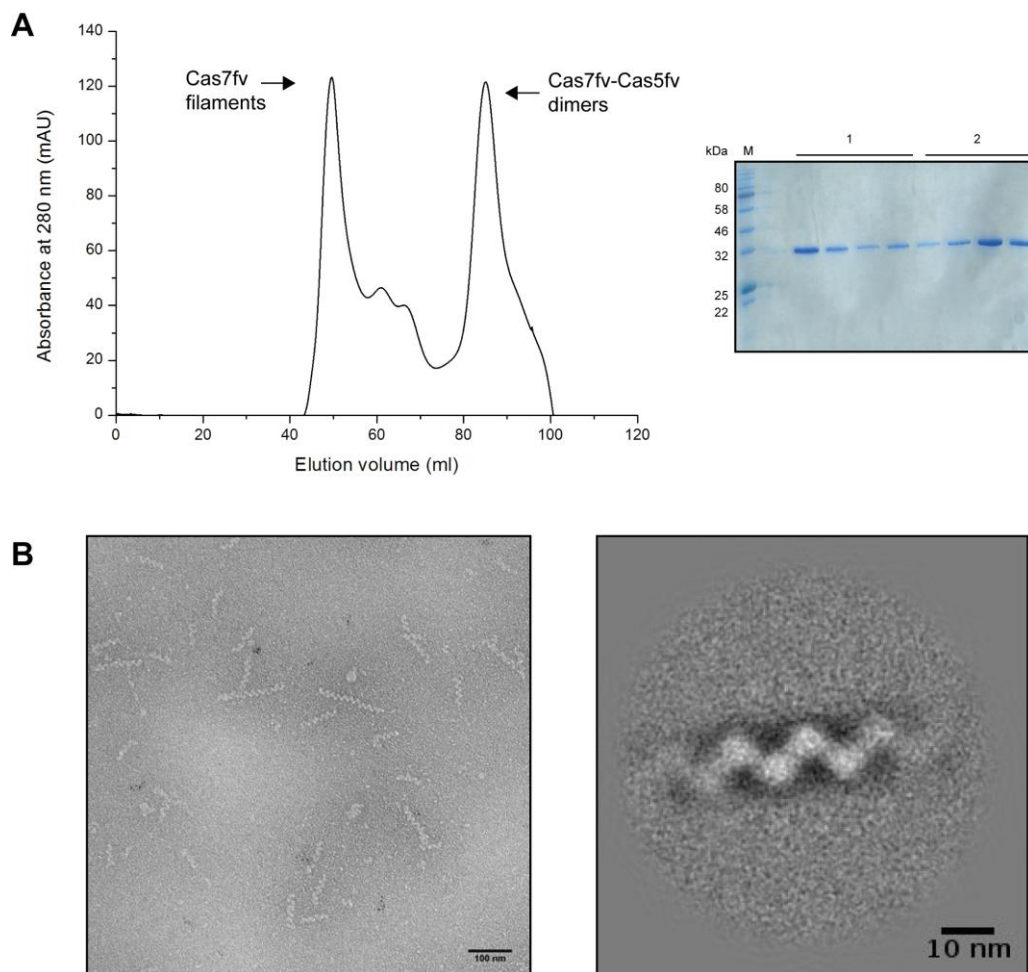 A
140
120
100
80
60
40
20
0
Absorbance at 280 nm (mAU)
0 20 40 60 80 100 120
Elution volume (ml)
Cas7fv
filaments
Cas7fv-Cas5fv
dimers
1 2
kDa M
80
58
46
32
25
22
B
100 nm
10 nm